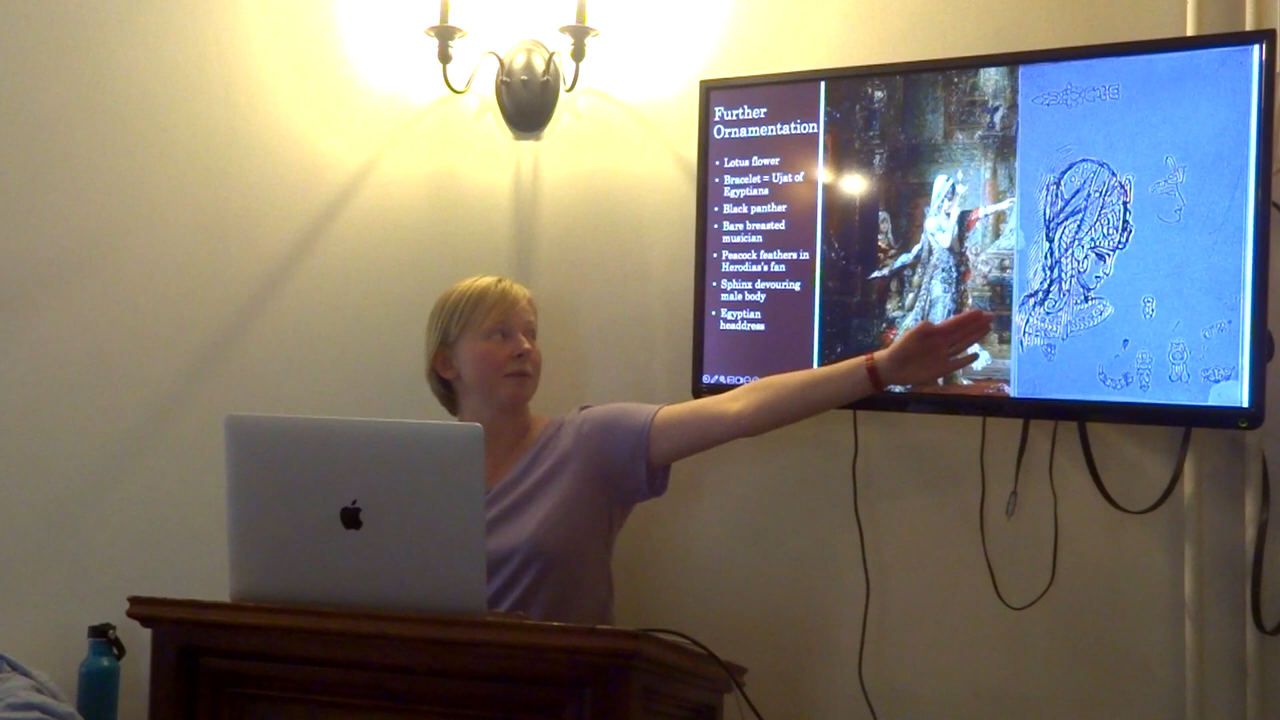 Further
Ornamentation
• Lotus flower
• Bracelet = Ujat of
Egyptians
• Black panther
• Bare breasted
musician
• Peacock feathers in
Herodias's fan
• Sphinx devouring
male body
• Egyptian
headdress